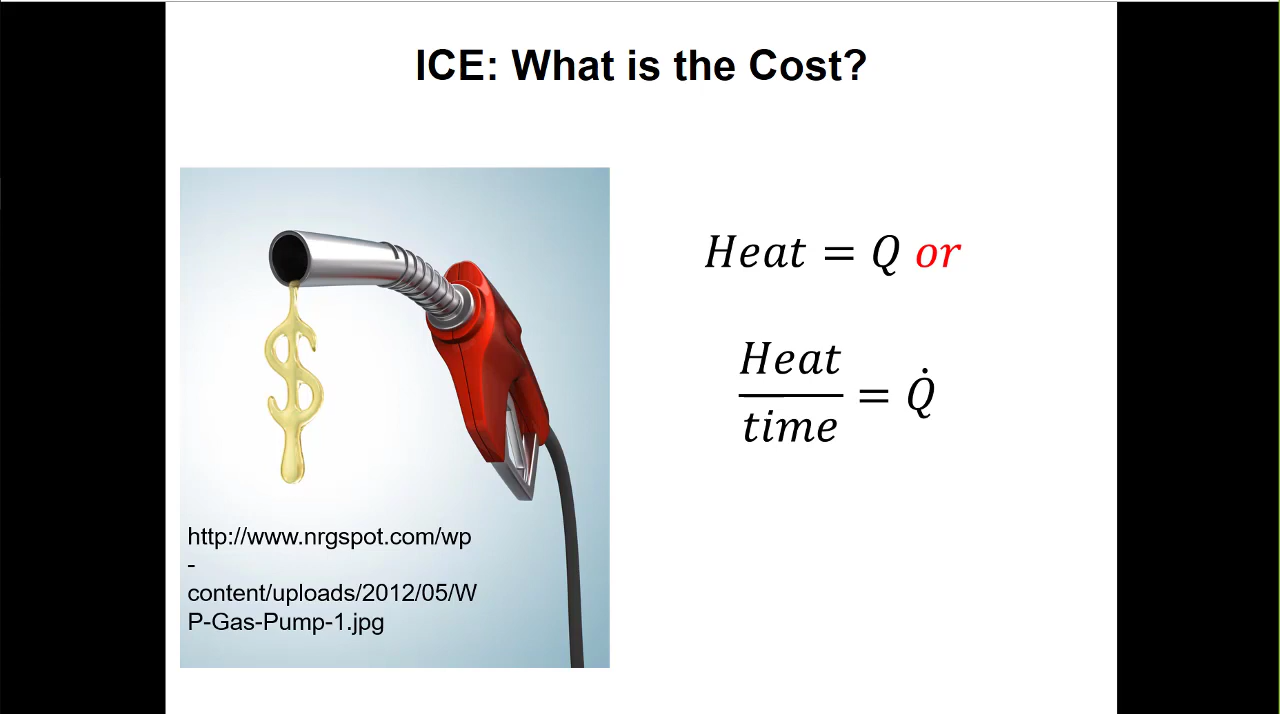 ICE: What is the Cost?
Heat = Q or
Heat
time
= Q̇
$
http://www.nrgspot.com/wp
-
content/uploads/2012/05/W
P-Gas-Pump-1.jpg